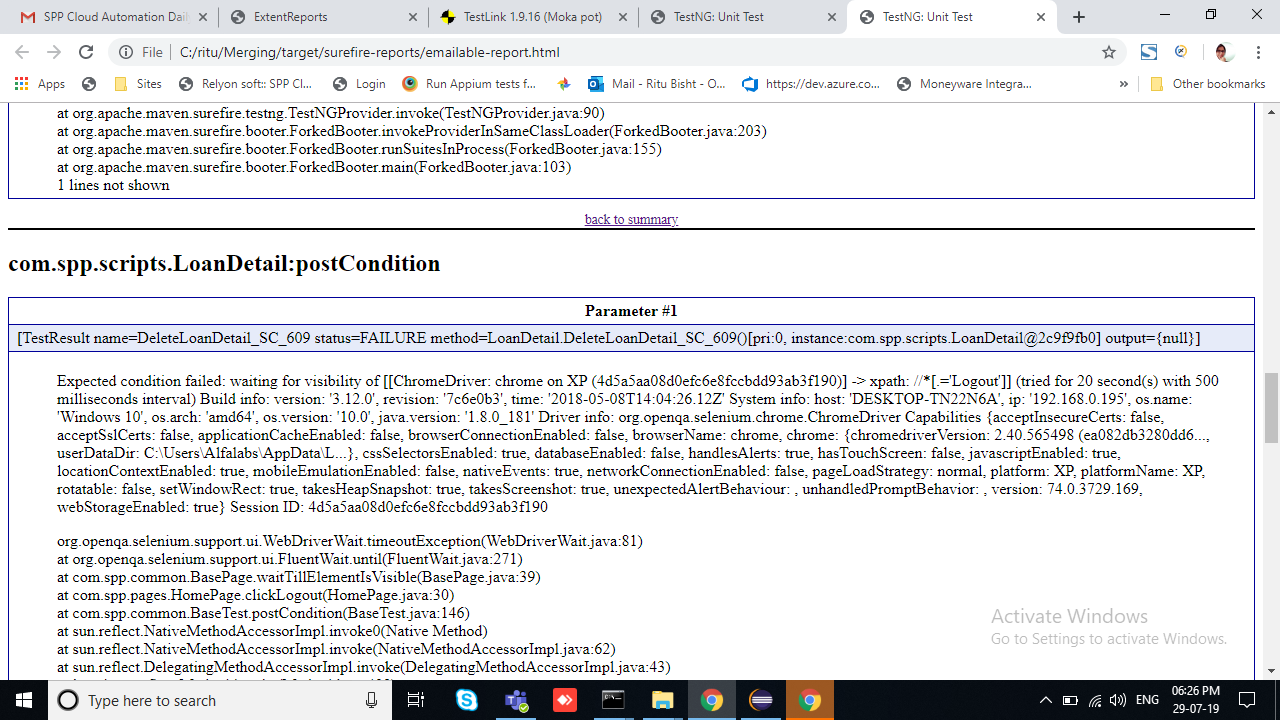 SPP Cloud Automation Dail
ExtentReports
TestLink 1.9.16 (Moka pot)
TestNG: Unit Test
TestNG: Unit Test
File
C:/ritu/Merging/target/surefire-reports/emailable-report.html
Apps
Sites
Relyon soft:: SPP Cl...
Login
Run Appium tests f...
Mail - Ritu Bisht - O...
https://dev.azure.co...
Moneyware Integra...
»
Other bookmarks
at org.apache.maven.surefire.testng.TestNGProvider.invoke(TestNGProvider.java:90)
at org.apache.maven.surefire.booter.ForkedBooter.invokeProviderInSameClassLoader(ForkedBooter.java:203)
at org.apache.maven.surefire.booter.ForkedBooter.runSuitesInProcess(ForkedBooter.java:155)
at org.apache.maven.surefire.booter.ForkedBooter.main(ForkedBooter.java:103)
1 lines not shown
back to summary
com.spp.scripts.LoanDetail:postCondition
Parameter #1
[TestResult name=DeleteLoanDetail_SC_609 status=FAILURE method=LoanDetail.DeleteLoanDetail_SC_609()[pri:0, instance:com.spp.scripts.LoanDetail@2c9f9fb0] output={null}]
Expected condition failed: waiting for visibility of [[ChromeDriver: chrome on XP (4d5a5aa08d0efc6e8fccbdd93ab3f190)] -> xpath: //*[.='Logout']] (tried for 20 second(s) with 500
milliseconds interval) Build info: version: '3.12.0', revision: '7c6e0b3', time: '2018-05-08T14:04:26.12Z' System info: host: 'DESKTOP-TN22N6A', ip: '192.168.0.195', os.name:
'Windows 10', os.arch: 'amd64', os.version: '10.0', java.version: '1.8.0_181' Driver info: org.openqa.selenium.chrome.ChromeDriver Capabilities {acceptInsecureCerts: false,
acceptSslCerts: false, applicationCacheEnabled: false, browserConnectionEnabled: false, browserName: chrome, chrome: {chromedriverVersion: 2.40.565498 (ea082db3280dd6...,
userDataDir: C:\Users\Alfalabs\AppData\L...}, cssSelectorsEnabled: true, databaseEnabled: false, handlesAlerts: true, hasTouchScreen: false, javascriptEnabled: true,
locationContextEnabled: true, mobileEmulationEnabled: false, nativeEvents: true, networkConnectionEnabled: false, pageLoadStrategy: normal, platform: XP, platformName: XP,
rotatable: false, setWindowRect: true, takesHeapSnapshot: true, takesScreenshot: true, unexpectedAlertBehaviour: , unhandledPromptBehavior: , version: 74.0.3729.169,
webStorageEnabled: true} Session ID: 4d5a5aa08d0efc6e8fccbdd93ab3f190
org.openqa.selenium.support.ui.WebDriverWait.timeoutException(WebDriverWait.java:81)
at org.openqa.selenium.support.ui.FluentWait.until(FluentWait.java:271)
at com.spp.common.BasePage.waitTillElementIsVisible(BasePage.java:39)
at com.spp.pages.HomePage.clickLogout(HomePage.java:30)
at com.spp.common.BaseTest.postCondition(BaseTest.java:146)
at sun.reflect.NativeMethodAccessorImpl.invoke0(Native Method)
at sun.reflect.NativeMethodAccessorImpl.invoke(NativeMethodAccessorImpl.java:62)
at sun.reflect.DelegatingMethodAccessorImpl.invoke(DelegatingMethodAccessorImpl.java:43)
Activate Windows
Go to Settings to activate Windows.
Type here to search
ENG
06:26 PM
29-07-19